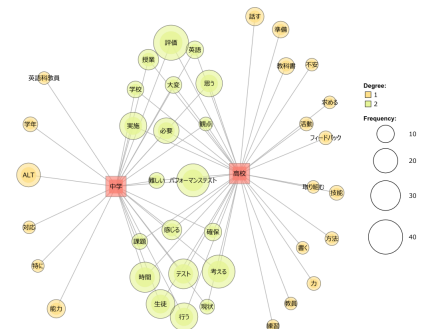 話す
準備
評価
英語
授業
教科書
不安
英語科教員
学校
大変
思う
求める
Degree:
1
2
学年
実施
必要
観点
活動
フィードバック
Frequency:
10
20
30
40
ALT
中学
難しい
パフォーマンステスト
高校
取り組む
技能
対応
課題
感じる
確保
方法
特に
時間
テスト
考える
書く
力
能力
生徒
行う
現状
教員
練習